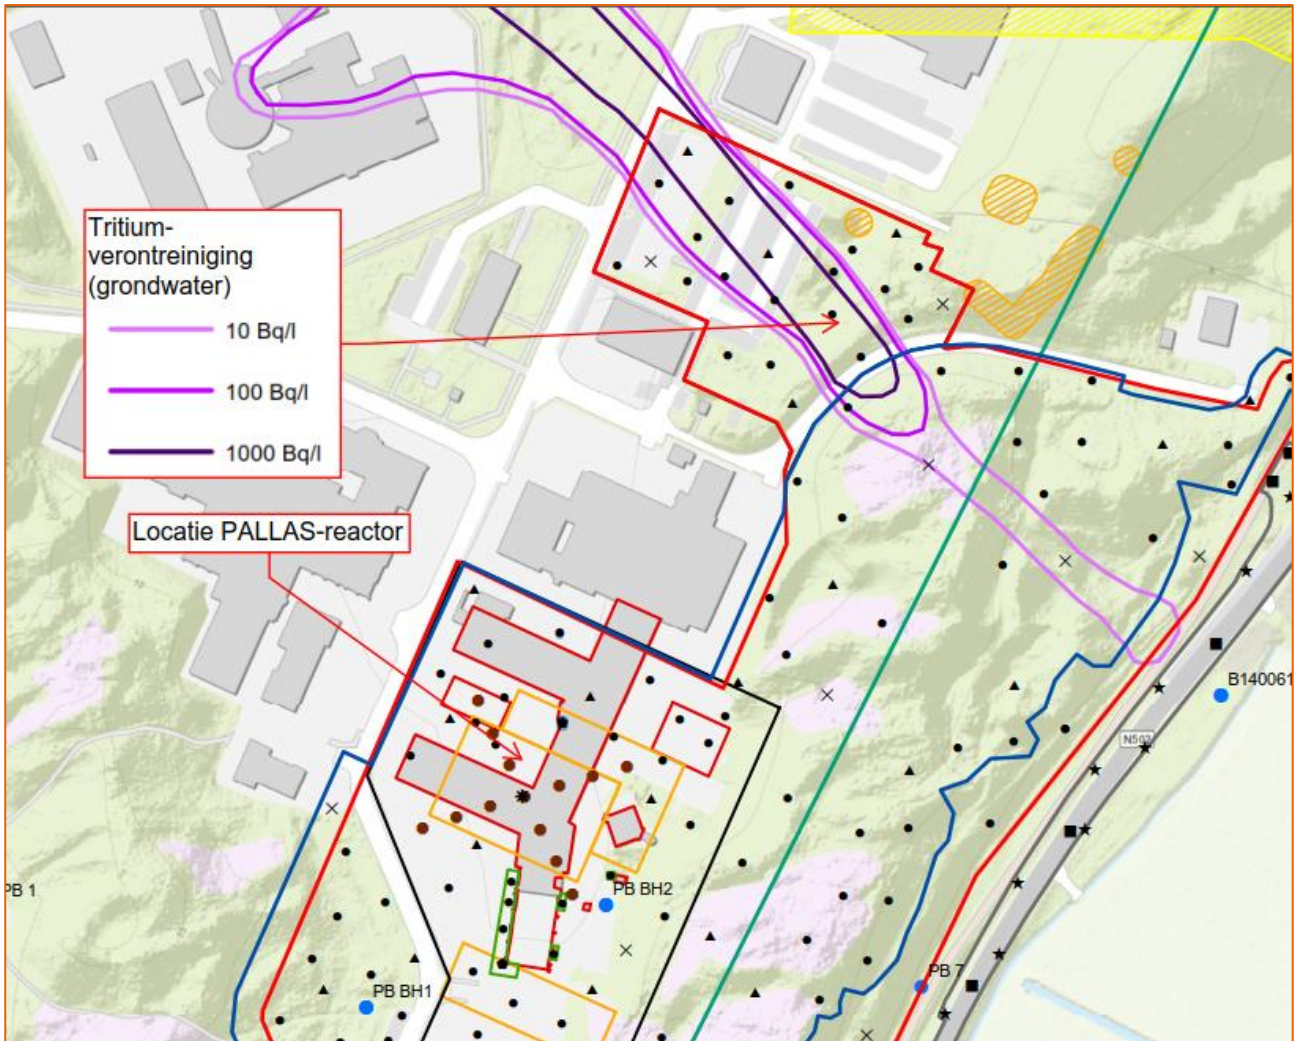 Tritium-
verontreiniging
(grondwater)
10 Bq/l
100 Bq/l
1000 Bq/l
Locatie PALLAS-reactor
B140061
N502
PB 1
PB BH2
PB 7
PB BH1